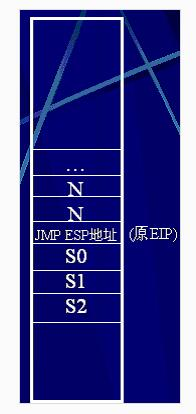 ...
N
N
JMP ESP地址 (原EIP)
S0
S1
S2